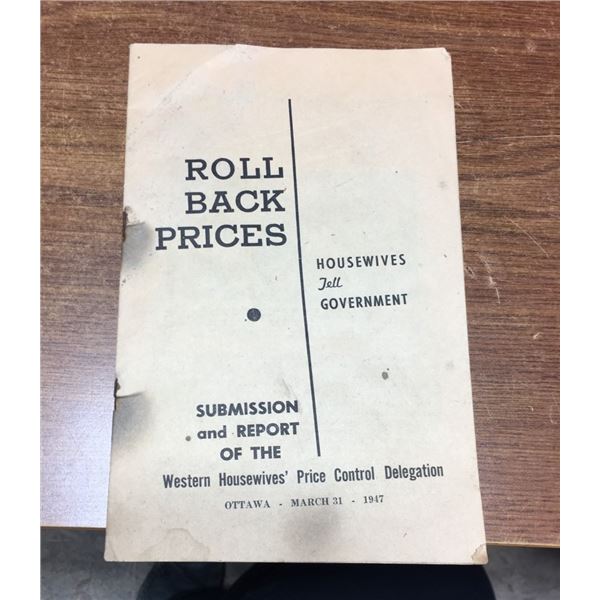 ROLL
BACK
PRICES
HOUSEWIVES
Tell
GOVERNMENT
SUBMISSION
and REPORT
OF THE
Western Housewives' Price Control Delegation
OTTAWA - MARCH 31 - 1947